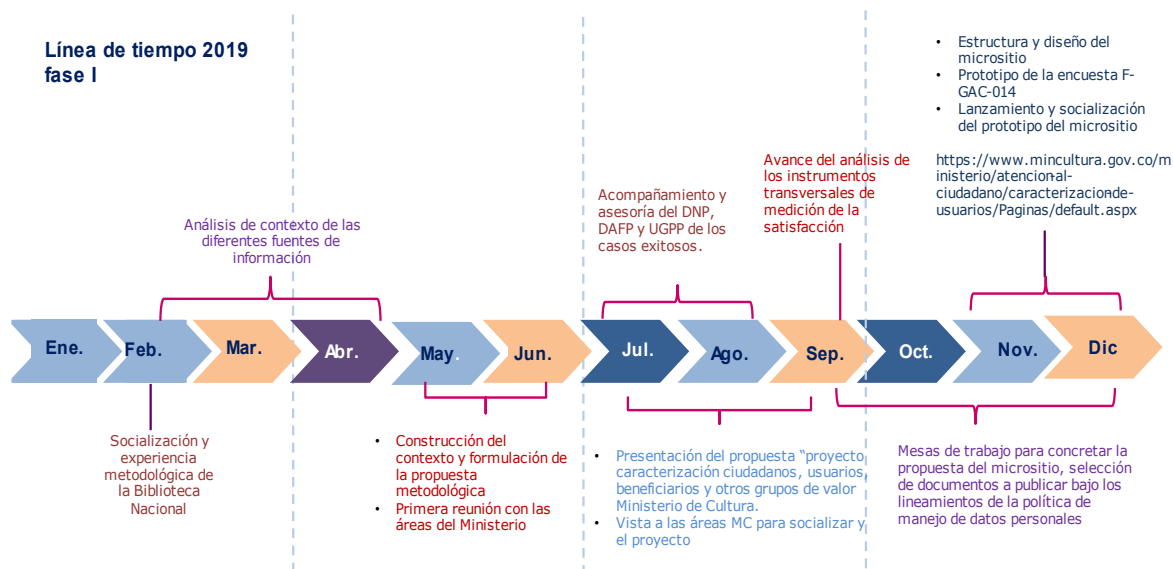 Línea de tiempo 2019
fase I
• Estructura y diseño del
micrositio
• Prototipo de la encuesta F-
GAC-014
• Lanzamiento y socialización
del prototipo del micrositio
https://www.mincultura.gov.co/m
inisterio/atencion-al-
ciudadano/caracterizacion-de-
usuarios/Paginas/default.aspx
Avance del análisis de
los instrumentos
transversales de
medición de la
satisfacción
Acompañamiento y
asesoría del DNP,
DAFP y UGPP de los
casos exitosos.
Análisis de contexto de las
diferentes fuentes de
información
Ene.
Feb.
Mar.
Abr.
May.
Jun.
Jul.
Ago.
Sep.
Oct.
Nov.
Dic
Socialización y
experiencia
metodológica de
la Biblioteca
Nacional
• Construcción del
contexto y formulación de
la propuesta
metodológica
• Primera reunión con las
áreas del Ministerio
• Presentación del propuesta “proyecto
caracterización ciudadanos, usuarios,
beneficiarios y otros grupos de valor
Ministerio de Cultura.
• Vista a las áreas MC para socializar y
el proyecto
Mesas de trabajo para concretar la
propuesta del micrositio, selección
de documentos a publicar bajo los
lineamientos de la política de
manejo de datos personales